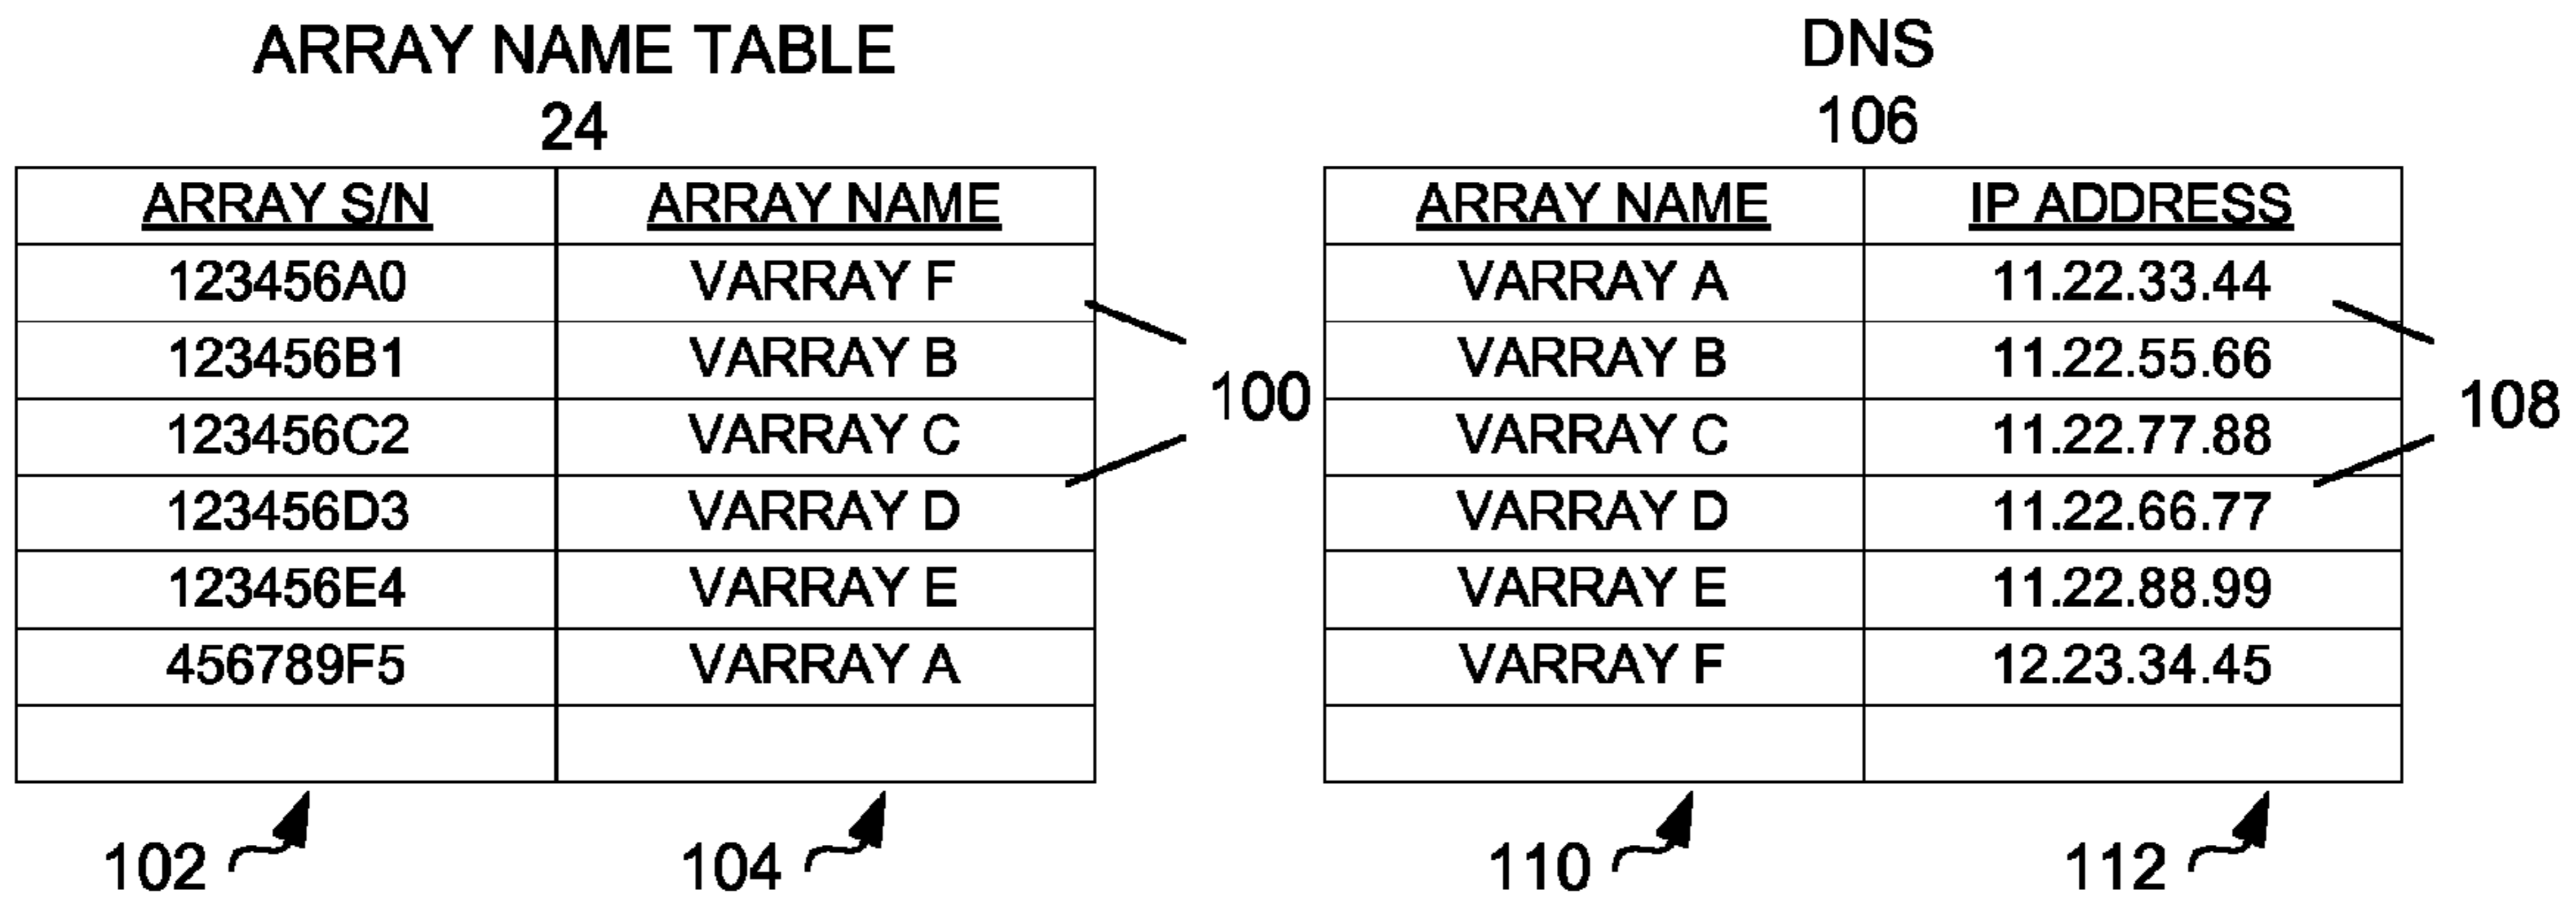 ARRAY NAME TABLE
24
ARRAY S/N ARRAY NAME
123456A0 VARRAY F
123456B1 VARRAY B
123456C2 VARRAY C
123456D3 VARRAY D
123456E4 VARRAY E
456789F5 VARRAY A
100
102 104
DNS
106
ARRAY NAME IP ADDRESS
VARRAY A 11.22.33.44
VARRAY B 11.22.55.66
VARRAY C 11.22.77.88
VARRAY D 11.22.66.77
VARRAY E 11.22.88.99
VARRAY F 12.23.34.45
108
110 112